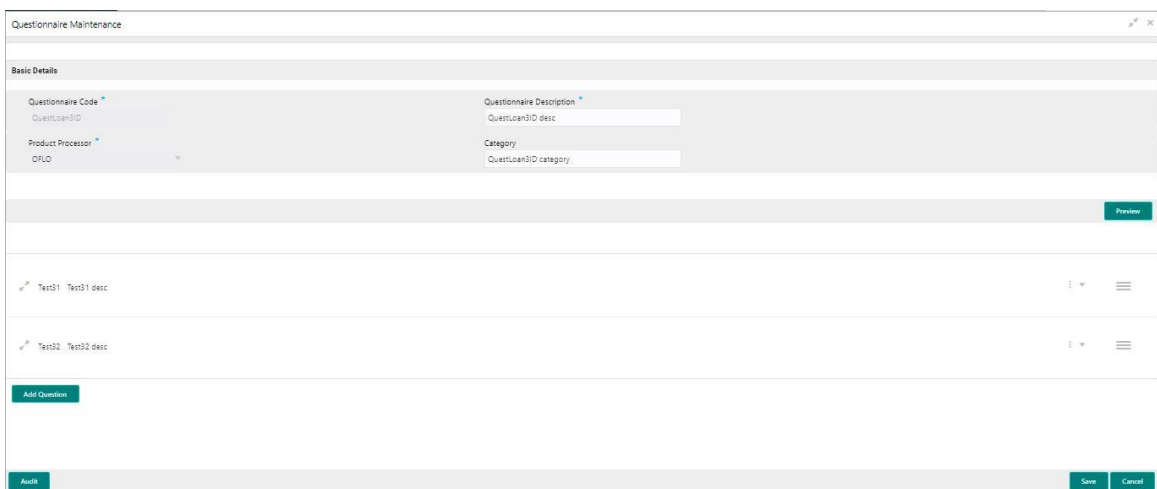 Questionnaire Maintenance
Basic Details
Questionnaire Code * Questionnaire Description *
QuestLoan3ID QuestLoan3ID desc
Product Processor * Category
OFLO QuestLoan3ID category
Preview
Test31 Test31 desc
Test32 Test32 desc
Add Question
Audit Save Cancel